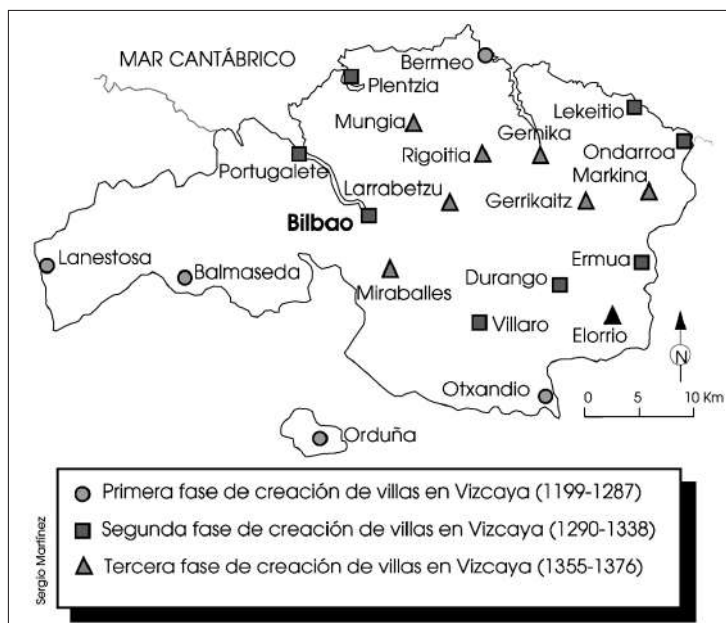 MAR CANTÁBRICO
Bermeo
Plentzia
Lekeitio
Mungia
Gernika
Rigoitia
Ondarroa
Portugalete
Markina
Larrabetzu
Gerrikaitz
Bilbao
Lanestosa
Ermua
Balmaseda
Durango
Miraballes
Villaro
Elorrio
N
Otxandio
0 5 10 Km
Orduña
Primera fase de creación de villas en Vizcaya (1199-1287)
Segunda fase de creación de villas en Vizcaya (1290-1338)
Tercera fase de creación de villas en Vizcaya (1355-1376)
Sergio Martínez